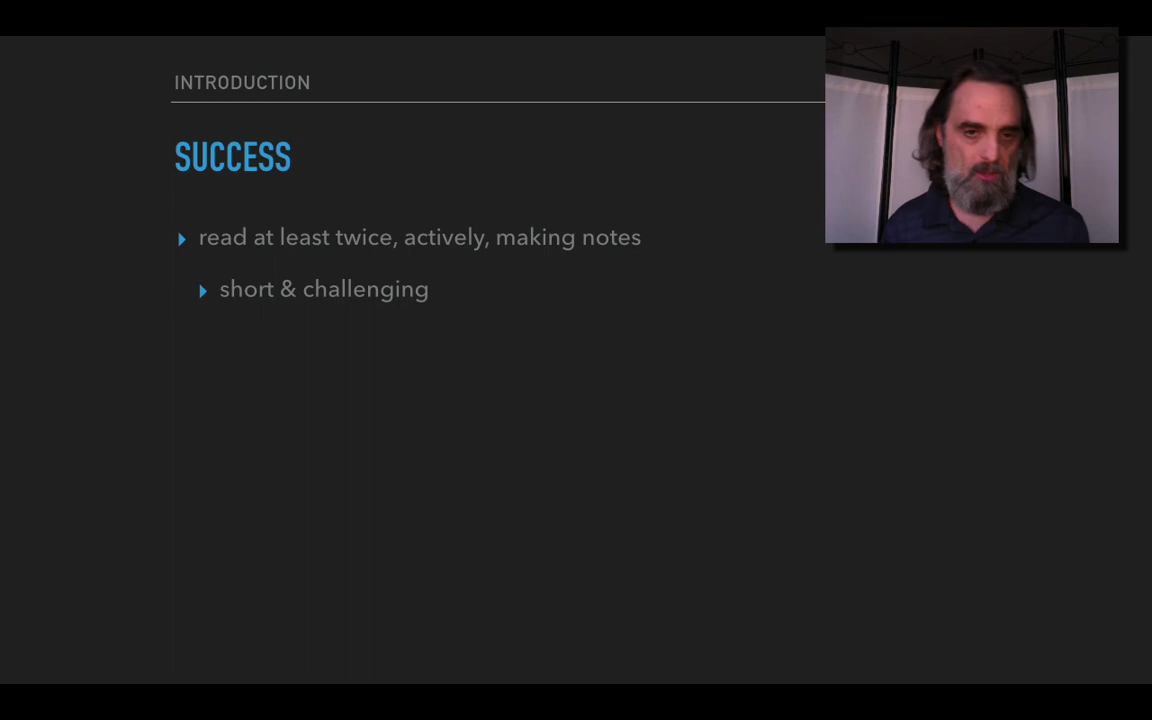 INTRODUCTION
SUCCESS
read at least twice, actively, making notes
short & challenging